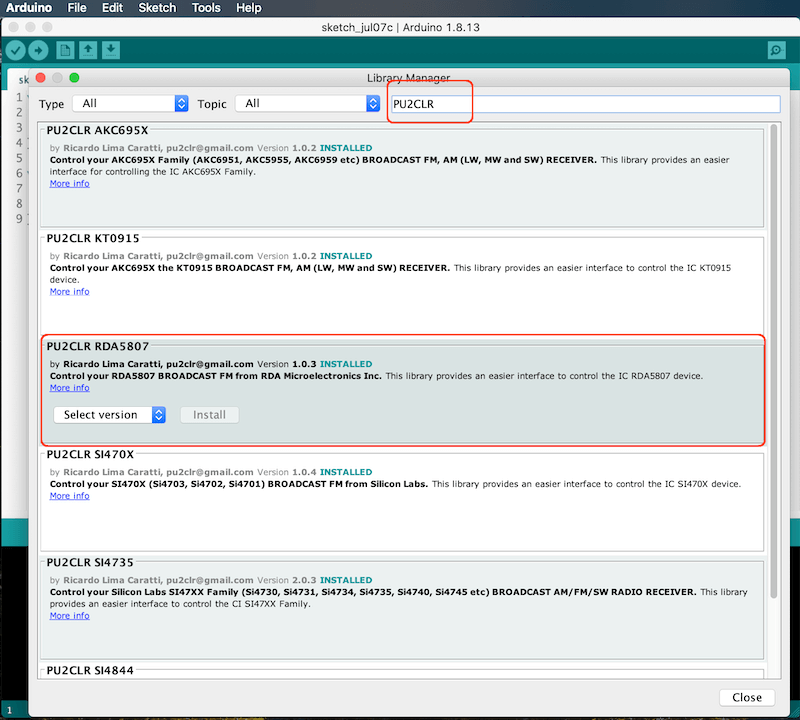 Arduino File Edit Sketch Tools Help
sketch_jul07c | Arduino 1.8.13
sk
Library Manager
Type All Topic All PU2CLR
1
2
3
4
5
6
7
8
9
PU2CLR AKC695X
by Ricardo Lima Caratti, pu2clr@gmail.com Version 1.0.2 INSTALLED
Control your AKC695X Family (AKC6951, AKC5955, AKC6959 etc) BROADCAST FM, AM (LW, MW and SW) RECEIVER. This library provides an easier
interface for controlling the IC AKC695X Family.
More info
PU2CLR KT0915
by Ricardo Lima Caratti, pu2clr@gmail.com Version 1.0.2 INSTALLED
Control your AKC695X the KT0915 BROADCAST FM, AM (LW, MW and SW) RECEIVER. This library provides an easier interface to control the IC KT0915
device.
More info
PU2CLR RDA5807
by Ricardo Lima Caratti, pu2clr@gmail.com Version 1.0.3 INSTALLED
Control your RDA5807 BROADCAST FM from RDA Microelectronics Inc. This library provides an easier interface to control the IC RDA5807 device.
More info
Select version Install
PU2CLR SI470X
by Ricardo Lima Caratti, pu2clr@gmail.com Version 1.0.4 INSTALLED
Control your SI470X (Si4703, Si4702, Si4701) BROADCAST FM from Silicon Labs. This library provides an easier interface to control the IC SI470X device.
More info
PU2CLR SI4735
by Ricardo Lima Caratti, pu2clr@gmail.com Version 2.0.3 INSTALLED
Control your Silicon Labs SI47XX Family (Si4730, Si4731, Si4734, Si4735, Si4740, Si4745 etc) BROADCAST AM/FM/SW RADIO RECEIVER. This library
provides an easier interface to control the CI SI47XX Family.
More info
PU2CLR SI4844
Close
1